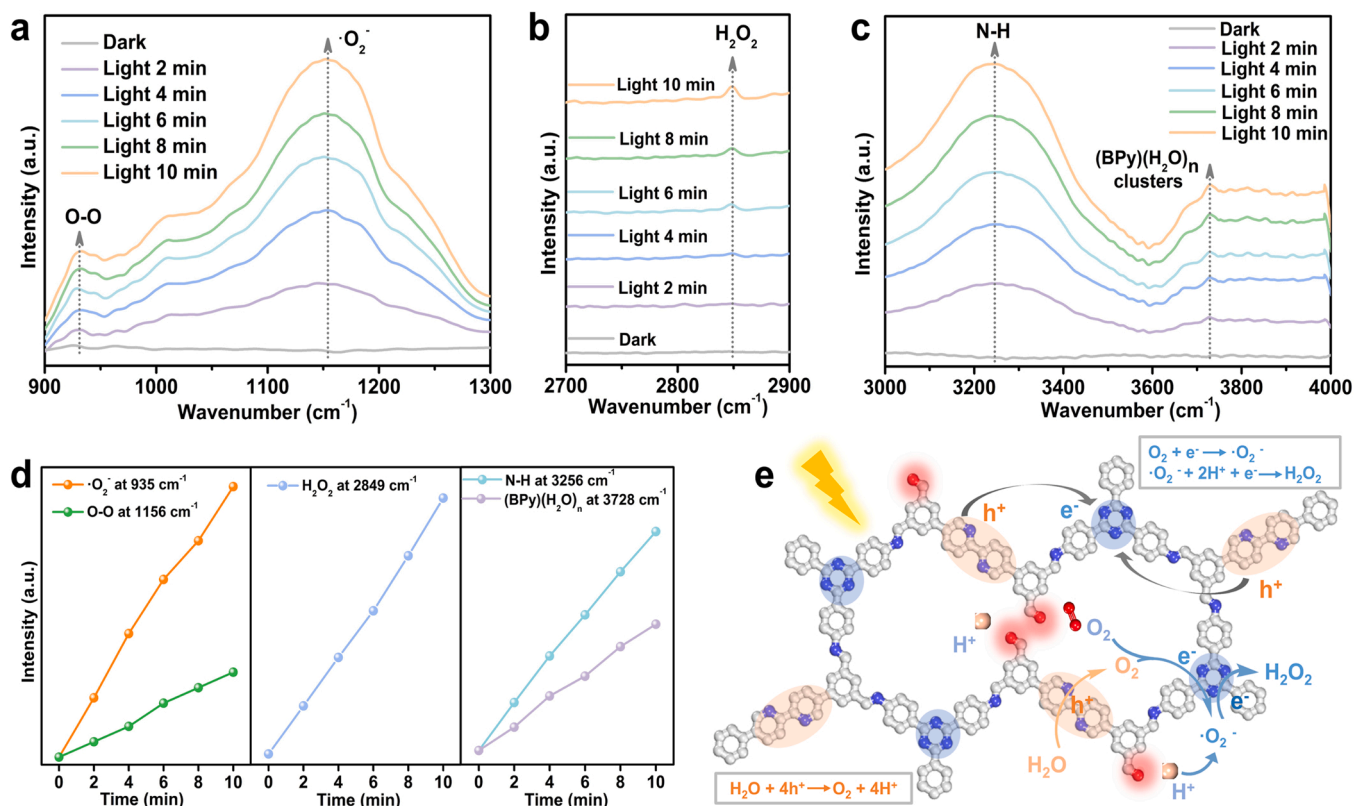 a
Dark
Light 2 min
Light 4 min
Light 6 min
Light 8 min
Light 10 min
O-O
·O₂⁻
Intensity (a.u.)
900 1000 1100 1200 1300
Wavenumber (cm⁻¹)
b
H₂O₂
Light 10 min
Light 8 min
Light 6 min
Light 4 min
Light 2 min
Dark
Intensity (a.u.)
2700 2800 2900
Wavenumber (cm⁻¹)
c
N-H
Dark
Light 2 min
Light 4 min
Light 6 min
Light 8 min
Light 10 min
(BPy)(H₂O)n
clusters
Intensity (a.u.)
3000 3200 3400 3600 3800 4000
Wavenumber (cm⁻¹)
d
·O₂⁻ at 935 cm⁻¹
O-O at 1156 cm⁻¹
H₂O₂ at 2849 cm⁻¹
N-H at 3256 cm⁻¹
(BPy)(H₂O)n at 3728 cm⁻¹
Intensity (a.u.)
0 2 4 6 8 10
0 2 4 6 8 10
0 2 4 6 8 10
Time (min)
Time (min)
Time (min)
e
O₂ + e⁻→·O₂⁻
·O₂⁻ + 2H⁺ + e⁻→H₂O₂
h⁺
e⁻
h⁺
H⁺
O₂
O₂
e⁻
H₂O₂
h⁺
e⁻
·O₂⁻
H₂O
H⁺
H₂O + 4h⁺→O₂ + 4H⁺